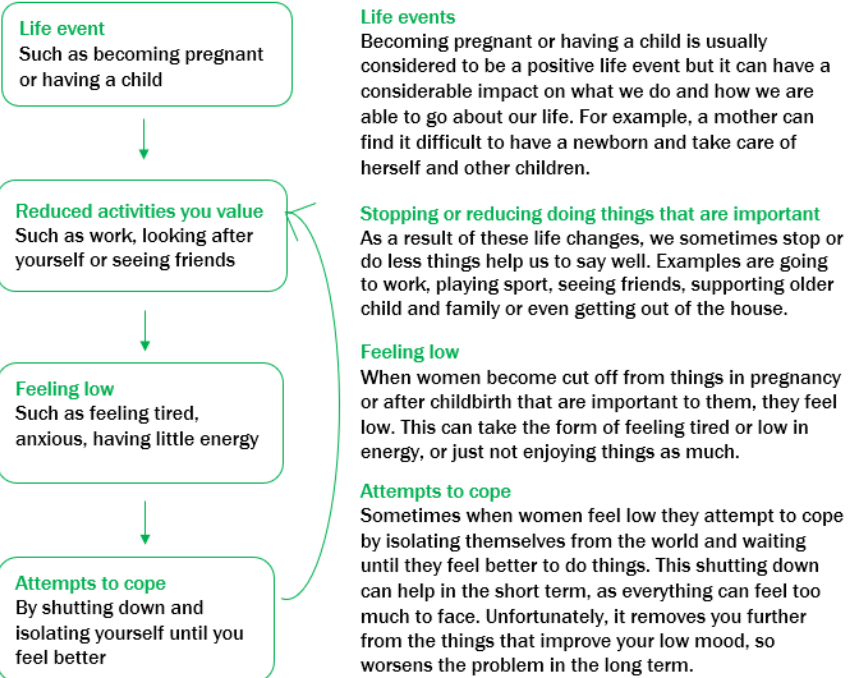 Life event
Such as becoming pregnant
or having a child
Reduced activities you value
Such as work, looking after
yourself or seeing friends
Feeling low
Such as feeling tired,
anxious, having little energy
Attempts to cope
By shutting down and
isolating yourself until you
feel better
Life events
Becoming pregnant or having a child is usually
considered to be a positive life event but it can have a
considerable impact on what we do and how we are
able to go about our life. For example, a mother can
find it difficult to have a newborn and take care of
herself and other children.
Stopping or reducing doing things that are important
As a result of these life changes, we sometimes stop or
do less things help us to say well. Examples are going
to work, playing sport, seeing friends, supporting older
child and family or even getting out of the house.
Feeling low
When women become cut off from things in pregnancy
or after childbirth that are important to them, they feel
low. This can take the form of feeling tired or low in
energy, or just not enjoying things as much.
Attempts to cope
Sometimes when women feel low they attempt to cope
by isolating themselves from the world and waiting
until they feel better to do things. This shutting down
can help in the short term, as everything can feel too
much to face. Unfortunately, it removes you further
from the things that improve your low mood, so
worsens the problem in the long term.